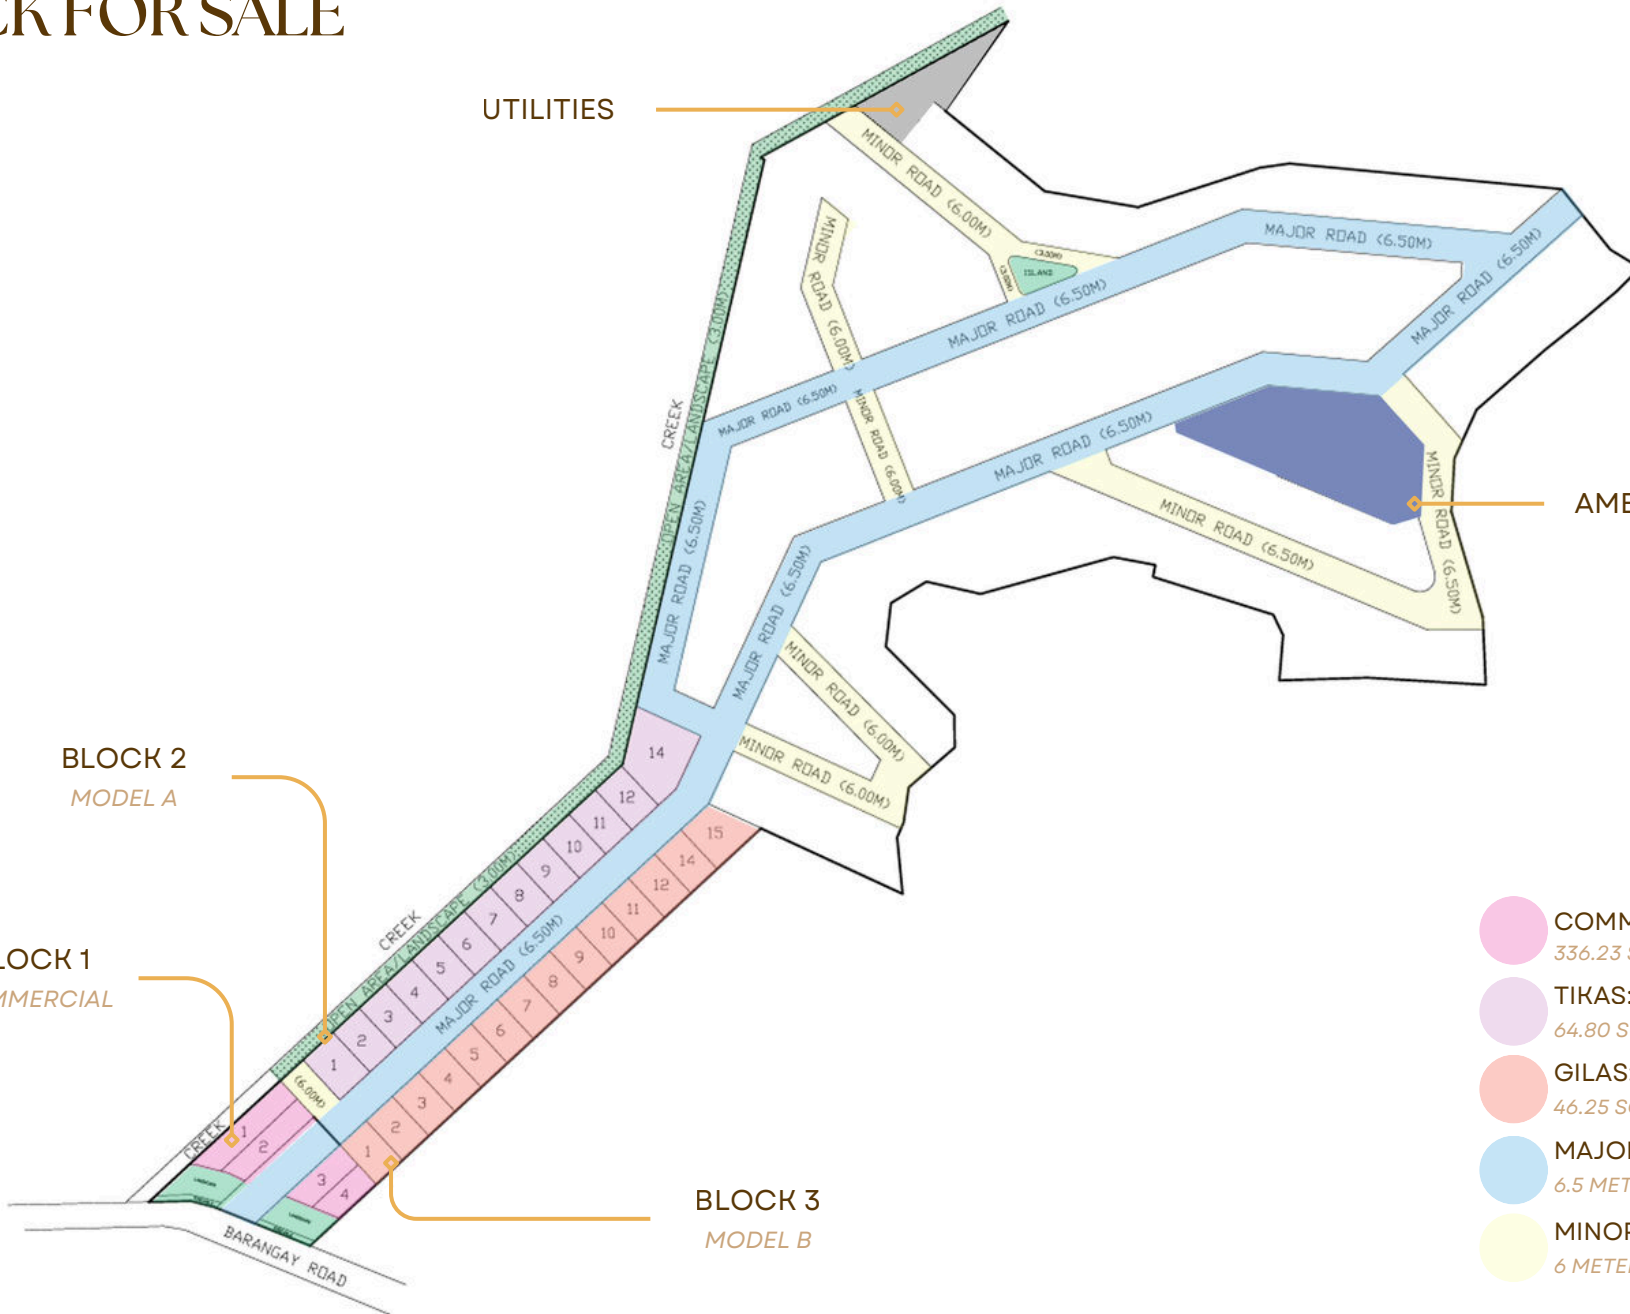 CK FOR SALE
UTILITIES
MINOR ROAD (6.00M)
MINOR ROAD (6.00M)
(3.00M)
(3.00M)
ISLAND
MAJOR ROAD (6.50M)
MAJOR ROAD (6.50M)
MAJOR ROAD (6.50M)
MAJOR ROAD (6.50M)
MINOR ROAD (6.00M)
MAJOR ROAD (6.50M)
CREEK
OPEN AREA/LANDSCAPE (3.00M)
MINOR ROAD (6.50M)
MINOR ROAD (6.50M)
AME
MAJOR ROAD (6.50M)
MAJOR ROAD (6.50M)
MINOR ROAD (6.00M)
MINOR ROAD (6.00M)
BLOCK 2
MODEL A
14
12
11
10
9
8
7
6
5
4
3
2
1
CREEK
OPEN AREA/LANDSCAPE (3.00M)
MAJOR ROAD (6.50M)
15
14
12
11
10
9
8
7
6
5
4
3
2
1
LOCK 1
MMERCIAL
(6.00M)
CREEK
1
2
3
4
BARANGAY ROAD
BLOCK 3
MODEL B
COMM
336.23 S
TIKAS:
64.80 S
GILAS:
46.25 S
MAJO
6.5 MET
MINOR
6 METE